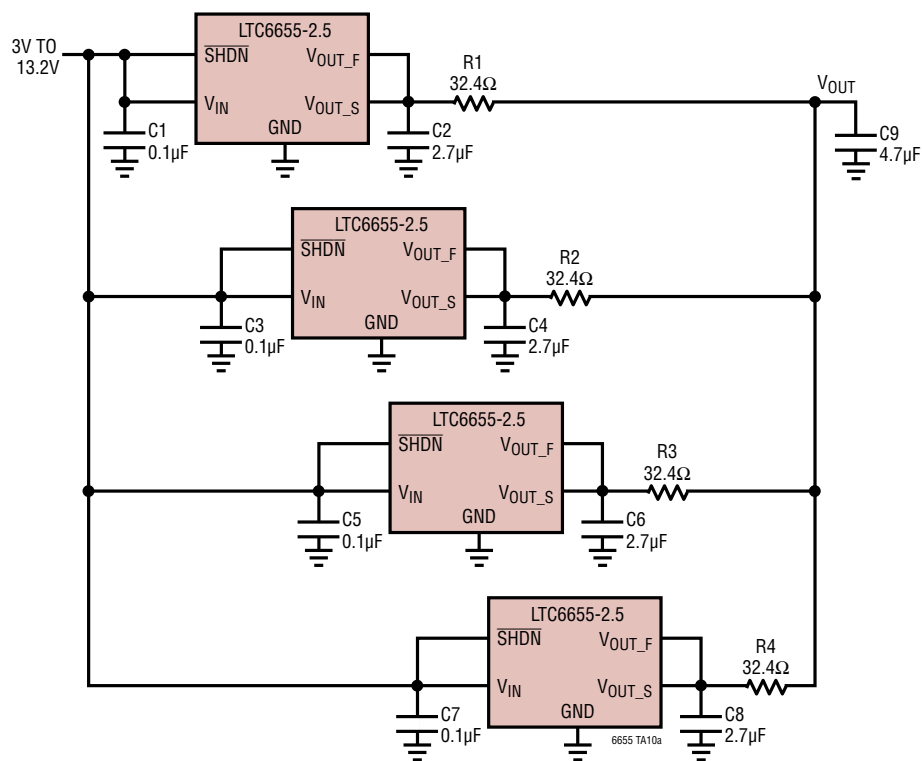 3V TO
13.2V
LTC6655-2.5
SHDN
VOUT_F
VIN
VOUT_S
GND
C1
0.1µF
C2
2.7µF
R1
32.4Ω
VOUT
C9
4.7µF
LTC6655-2.5
SHDN
VOUT_F
VIN
VOUT_S
GND
C3
0.1µF
C4
2.7µF
R2
32.4Ω
LTC6655-2.5
SHDN
VOUT_F
VIN
VOUT_S
GND
C5
0.1µF
C6
2.7µF
R3
32.4Ω
LTC6655-2.5
SHDN
VOUT_F
VIN
VOUT_S
GND
C7
0.1µF
C8
2.7µF
R4
32.4Ω
6655 TA10a